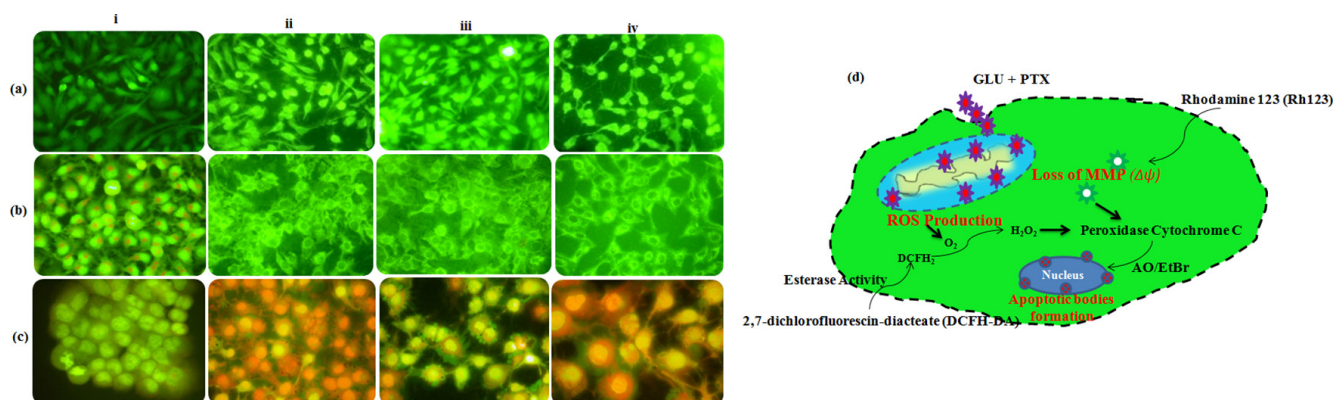 i
ii
iii
iv
(a)
(b)
(c)
(d)
GLU + PTX
Rhodamine 123 (Rh123)
Loss of MMP (Δψ)
ROS Production
O₂
H₂O₂
Peroxidase Cytochrome C
DCFH₂
AO/EtBr
Esterase Activity
Nucleus
Apoptotic bodies
formation
2,7-dichlorofluorescin-diacteate (DCFH-DA)